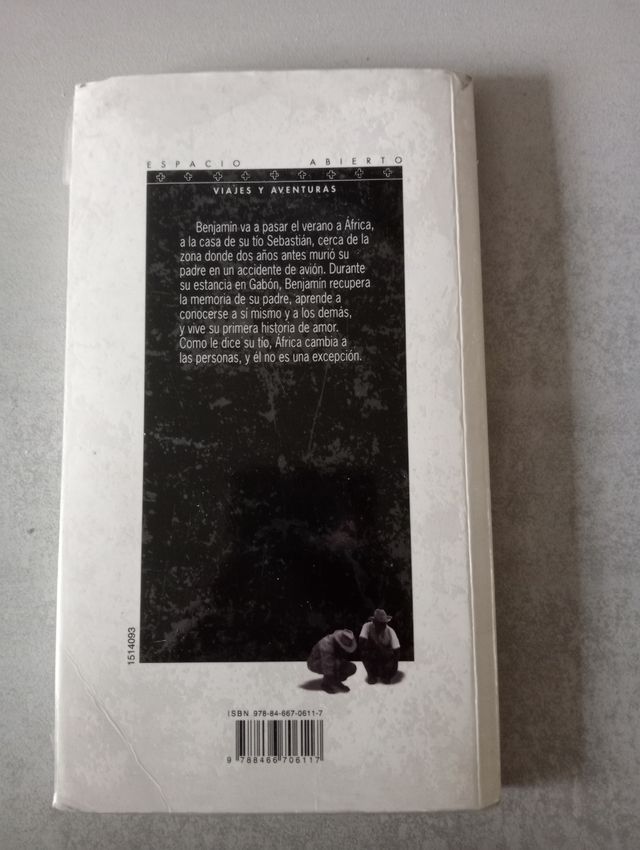 ESPACIO ABIERTO
VIAJES Y AVENTURAS
Benjamín va a pasar el verano a África,
a la casa de su tío Sebastián, cerca de la
zona donde dos años antes murió su
padre en un accidente de avión. Durante
su estancia en Gabón, Benjamín recupera
la memoria de su padre, aprende a
conocerse a sí mismo y a los demás,
y vive su primera historia de amor.
Como le dice su tío, África cambia a
las personas, y él no es una excepción.
1514093
ISBN 978-84-667-0611-7
9 788466 706117